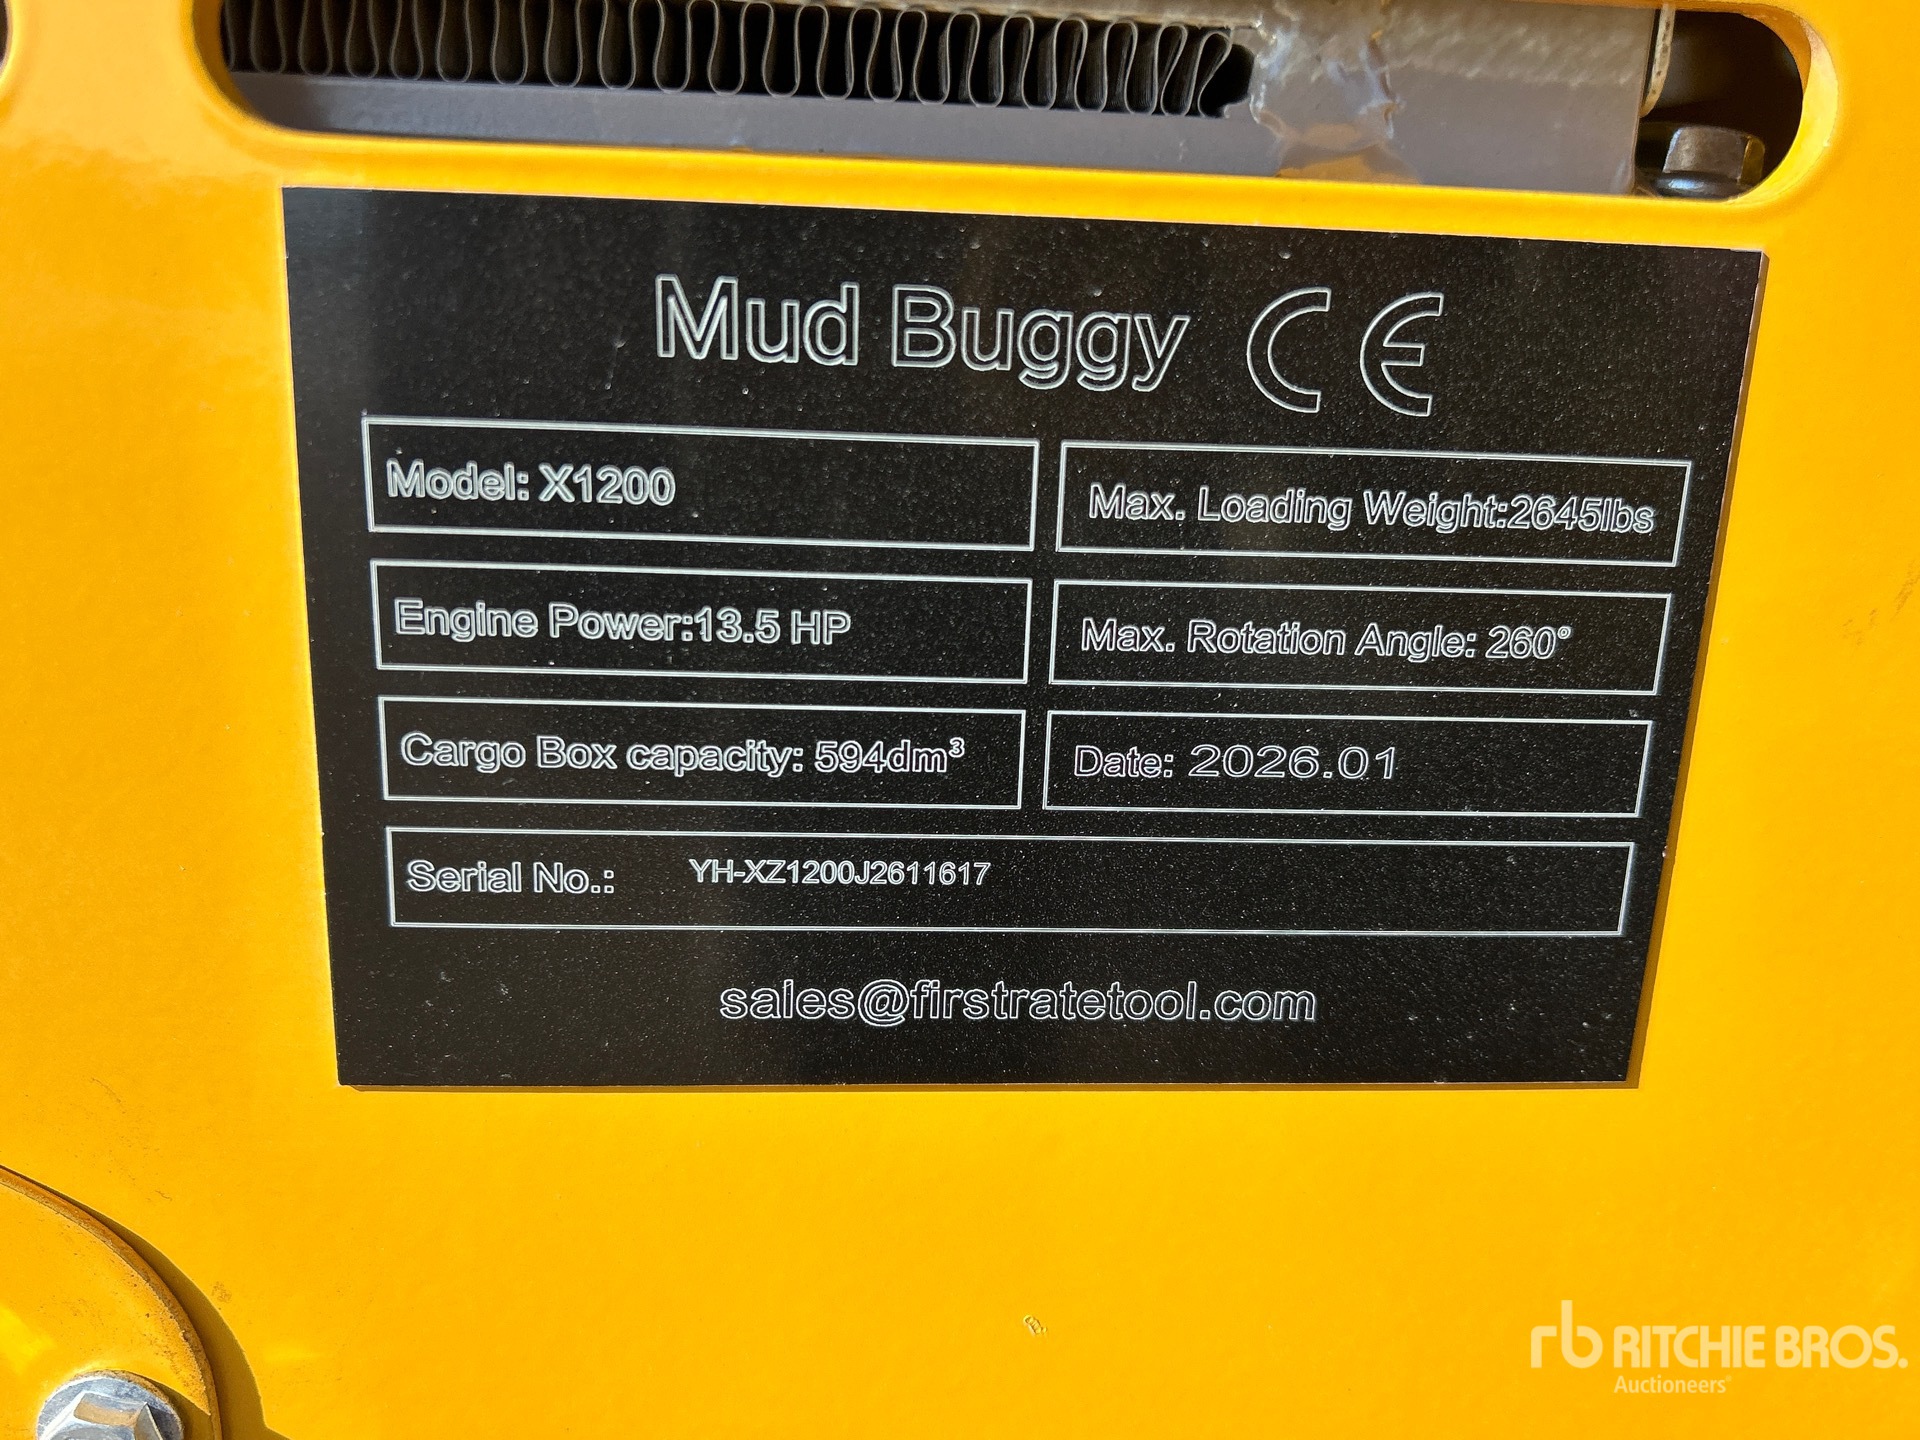 Mud Buggy CE
Model: X1200
Max. Loading Weight:2645lbs
Engine Power:13.5 HP
Max. Rotation Angle: 260°
Cargo Box capacity: 594dm³
Date: 2026.01
Serial No.: YH-XZ1200J2611617
sales@firstratetool.com
rb RITCHIE BROS.
Auctioneers